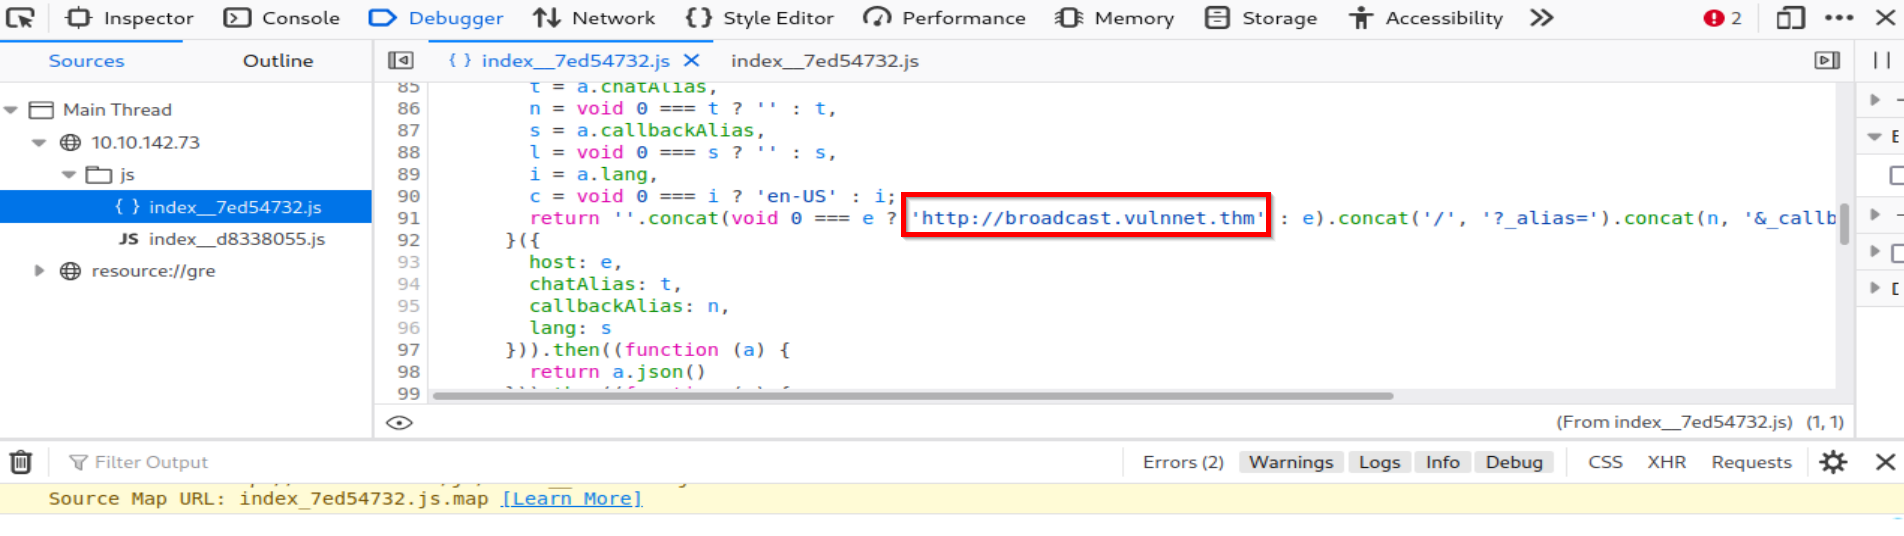 Inspector Console Debugger Network Style Editor Performance Memory Storage Accessibility 2
Sources Outline { } index__7ed54732.js index__7ed54732.js
Main Thread
10.10.142.73
js
{ } index__7ed54732.js
JS index__d8338055.js
resource://gre
85 t = a.chatAlias,
86 n = void 0 === t ? '' : t,
87 s = a.callbackAlias,
88 l = void 0 === s ? '' : s,
89 i = a.lang,
90 c = void 0 === i ? 'en-US' : i;
91 return ''.concat(void 0 === e ? 'http://broadcast.vulnnet.thm' : e).concat('/', '?_alias=').concat(n, '&_callb
92 }({
93 host: e,
94 chatAlias: t,
95 callbackAlias: n,
96 lang: s
97 })).then((function (a) {
98 return a.json()
99
(From index__7ed54732.js) (1, 1)
Filter Output Errors (2) Warnings Logs Info Debug CSS XHR Requests
Source Map URL: index_7ed54732.js.map [Learn More]